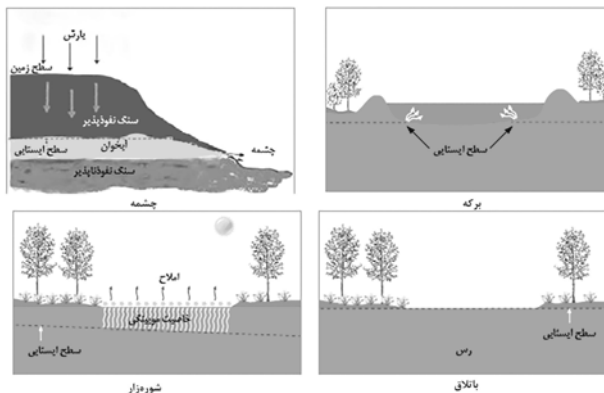 بارش
سطح زمین
سنگ نفوذپذیر
آبخوان
سطح ایستابی
چشمه
سنگ نفوذناپذیر
چشمه
سطح ایستابی
برکه
املاح
خاصیت مویینگی
سطح ایستابی
شوره‌زار
رس
سطح ایستابی
باتلاق